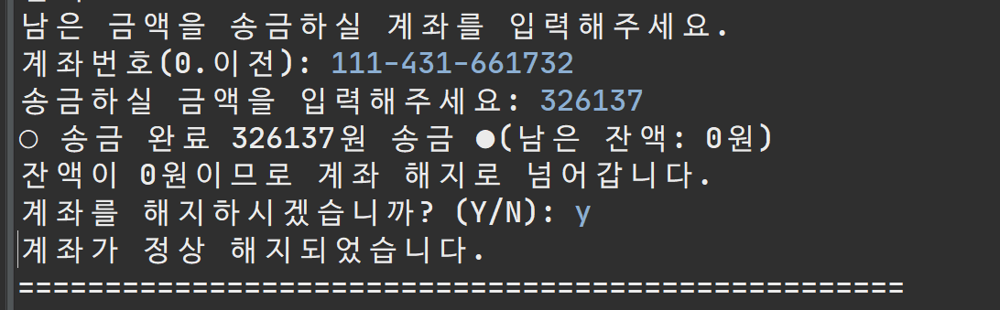 남은 금액을 송금하실 계좌를 입력해주세요.
계좌번호(0.이전): 111-431-661732
송금하실 금액을 입력해주세요: 326137
○ 송금 완료 326137원 송금 ●(남은 잔액: 0원)
잔액이 0원이므로 계좌 해지로 넘어갑니다.
계좌를 해지하시겠습니까? (Y/N): y
계좌가 정상 해지되었습니다.
===================================================